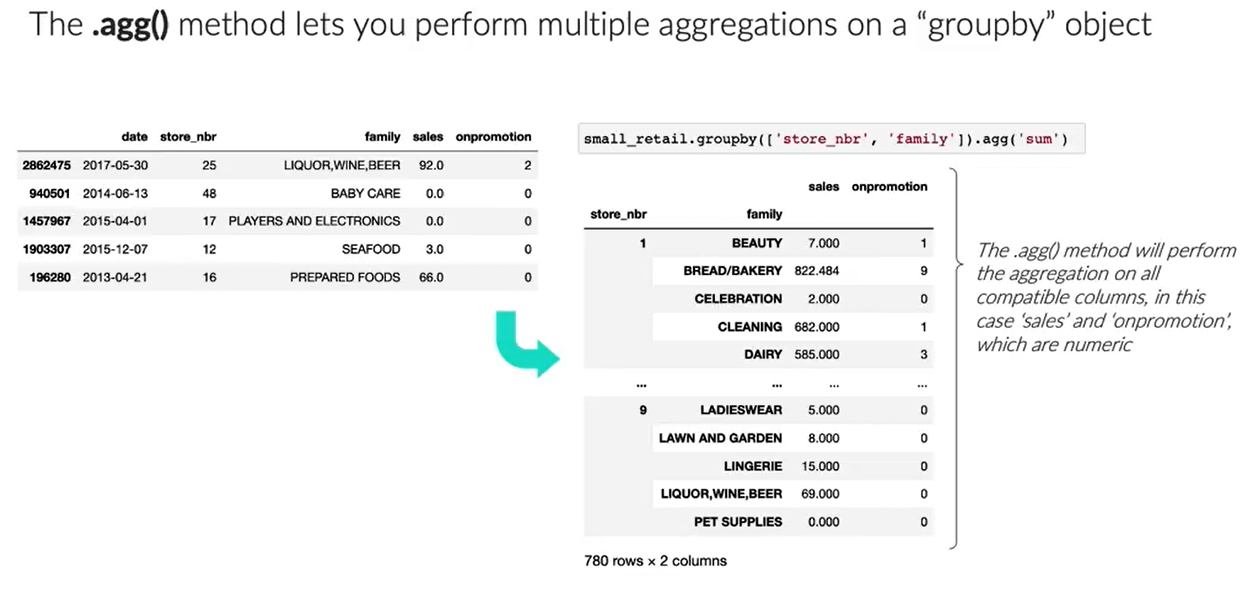 The .agg() method lets you perform multiple aggregations on a “groupby” object
date store_nbr family sales onpromotion
2862475 2017-05-30 25 LIQUOR,WINE,BEER 92.0 2
940501 2014-06-13 48 BABY CARE 0.0 0
1457967 2015-04-01 17 PLAYERS AND ELECTRONICS 0.0 0
1903307 2015-12-07 12 SEAFOOD 3.0 0
196280 2013-04-21 16 PREPARED FOODS 66.0 0
small_retail.groupby(['store_nbr', 'family']).agg('sum')
sales onpromotion
store_nbr family
1 BEAUTY 7.000 1
BREAD/BAKERY 822.484 9
CELEBRATION 2.000 0
CLEANING 682.000 1
DAIRY 585.000 3
... ... ... ...
9 LADIESWEAR 5.000 0
LAWN AND GARDEN 8.000 0
LINGERIE 15.000 0
LIQUOR,WINE,BEER 69.000 0
PET SUPPLIES 0.000 0
780 rows × 2 columns
The .agg() method will perform
the aggregation on all
compatible columns, in this
case ‘sales’ and ‘onpromotion’,
which are numeric